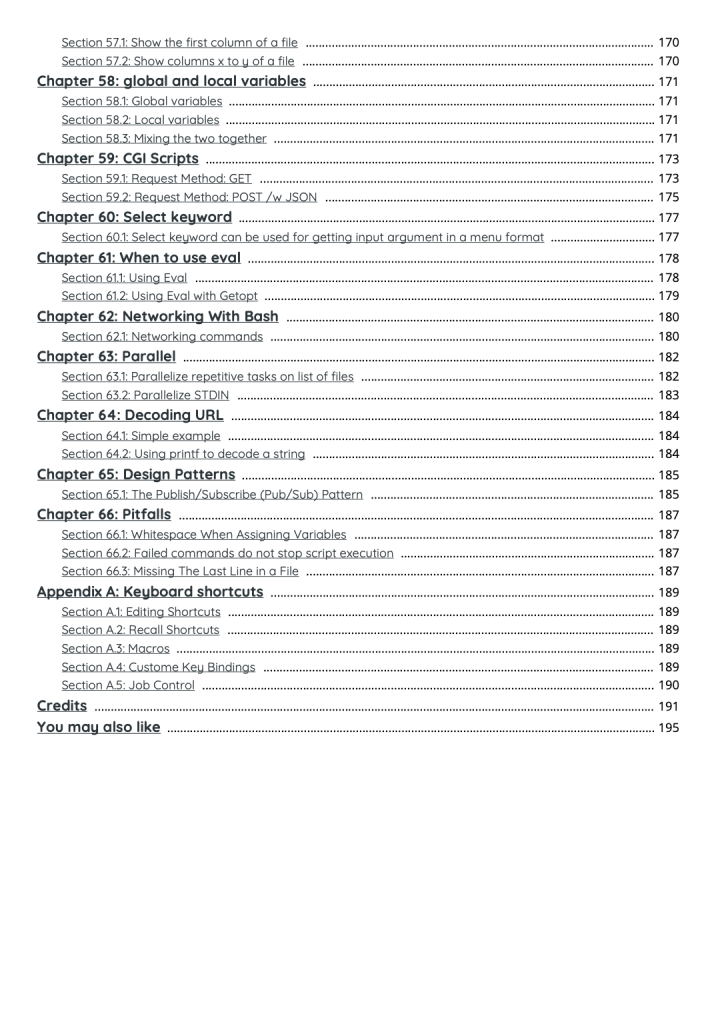 Section 57.1: Show the first column of a file ........ 170
Section 57.2: Show columns x to y of a file ........ 170
Chapter 58: global and local variables ........ 171
Section 58.1: Global variables ........ 171
Section 58.2: Local variables ........ 171
Section 58.3: Mixing the two together ........ 171
Chapter 59: CGI Scripts ........ 173
Section 59.1: Request Method: GET ........ 173
Section 59.2: Request Method: POST /w JSON ........ 175
Chapter 60: Select keyword ........ 177
Section 60.1: Select keyword can be used for getting input argument in a menu format ........ 177
Chapter 61: When to use eval ........ 178
Section 61.1: Using Eval ........ 178
Section 61.2: Using Eval with Getopt ........ 179
Chapter 62: Networking With Bash ........ 180
Section 62.1: Networking commands ........ 180
Chapter 63: Parallel ........ 182
Section 63.1: Parallelize repetitive tasks on list of files ........ 182
Section 63.2: Parallelize STDIN ........ 183
Chapter 64: Decoding URL ........ 184
Section 64.1: Simple example ........ 184
Section 64.2: Using printf to decode a string ........ 184
Chapter 65: Design Patterns ........ 185
Section 65.1: The Publish/Subscribe (Pub/Sub) Pattern ........ 185
Chapter 66: Pitfalls ........ 187
Section 66.1: Whitespace When Assigning Variables ........ 187
Section 66.2: Failed commands do not stop script execution ........ 187
Section 66.3: Missing The Last Line in a File ........ 187
Appendix A: Keyboard shortcuts ........ 189
Section A.1: Editing Shortcuts ........ 189
Section A.2: Recall Shortcuts ........ 189
Section A.3: Macros ........ 189
Section A.4: Custome Key Bindings ........ 189
Section A.5: Job Control ........ 190
Credits ........ 191
You may also like ........ 195